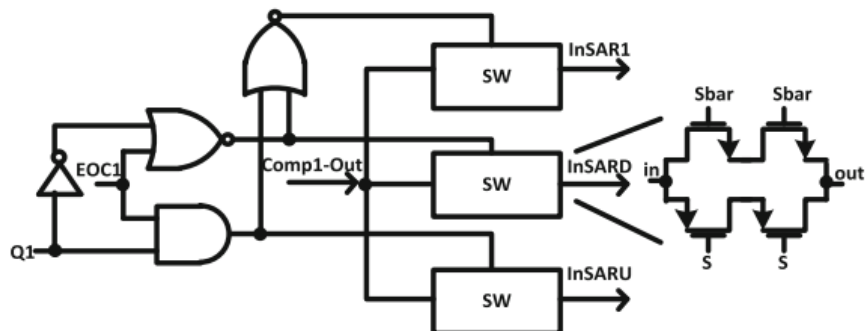 InSAR1
SW
Sbar Sbar
EOC1
Comp1-Out
InSARD
SW
in
out
Q1
S S
InSARU
SW